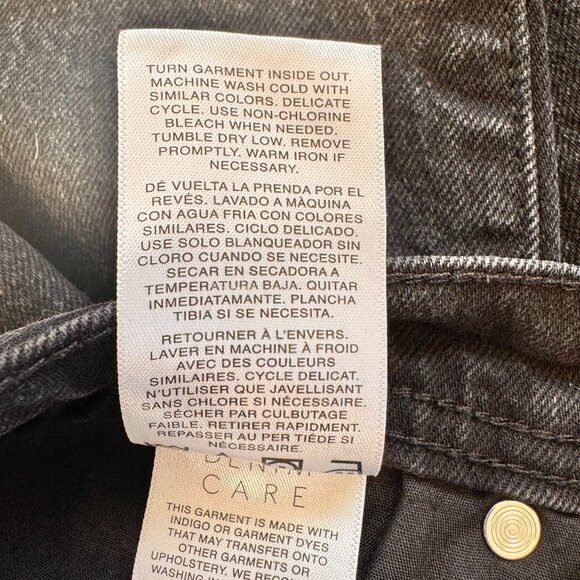 TURN GARMENT INSIDE OUT.
MACHINE WASH COLD WITH
SIMILAR COLORS. DELICATE
CYCLE. USE NON-CHLORINE
BLEACH WHEN NEEDED.
TUMBLE DRY LOW. REMOVE
PROMPTLY. WARM IRON IF
NECESSARY.
DÉ VUELTA LA PRENDA POR EL
REVÉS. LAVADO A MÀQUINA
CON AGUA FRIA CON COLORES
SIMILARES. CICLO DELICADO.
USE SOLO BLANQUEADOR SIN
CLORO CUANDO SE NECESITE.
SECAR EN SECADORA A
TEMPERATURA BAJA. QUITAR
INMEDIATAMANTE. PLANCHA
TIBIA SI SE NECESITA.
RETOURNER À L'ENVERS.
LAVER EN MACHINE À FROID
AVEC DES COULEURS
SIMILAIRES. CYCLE DELICAT.
N'UTILISER QUE JAVELLISANT
SANS CHLORE SI NÉCESSAIRE.
SÉCHER PAR CULBUTAGE
FAIBLE. RETIRER RAPIDMENT.
REPASSER AU PER TIÉDE SI
NÉCESSAIRE.
DENIM
CARE
THIS GARMENT IS MADE WITH
INDIGO OR GARMENT DYES
THAT MAY TRANSFER ONTO
OTHER GARMENTS OR
UPHOLSTERY. WE